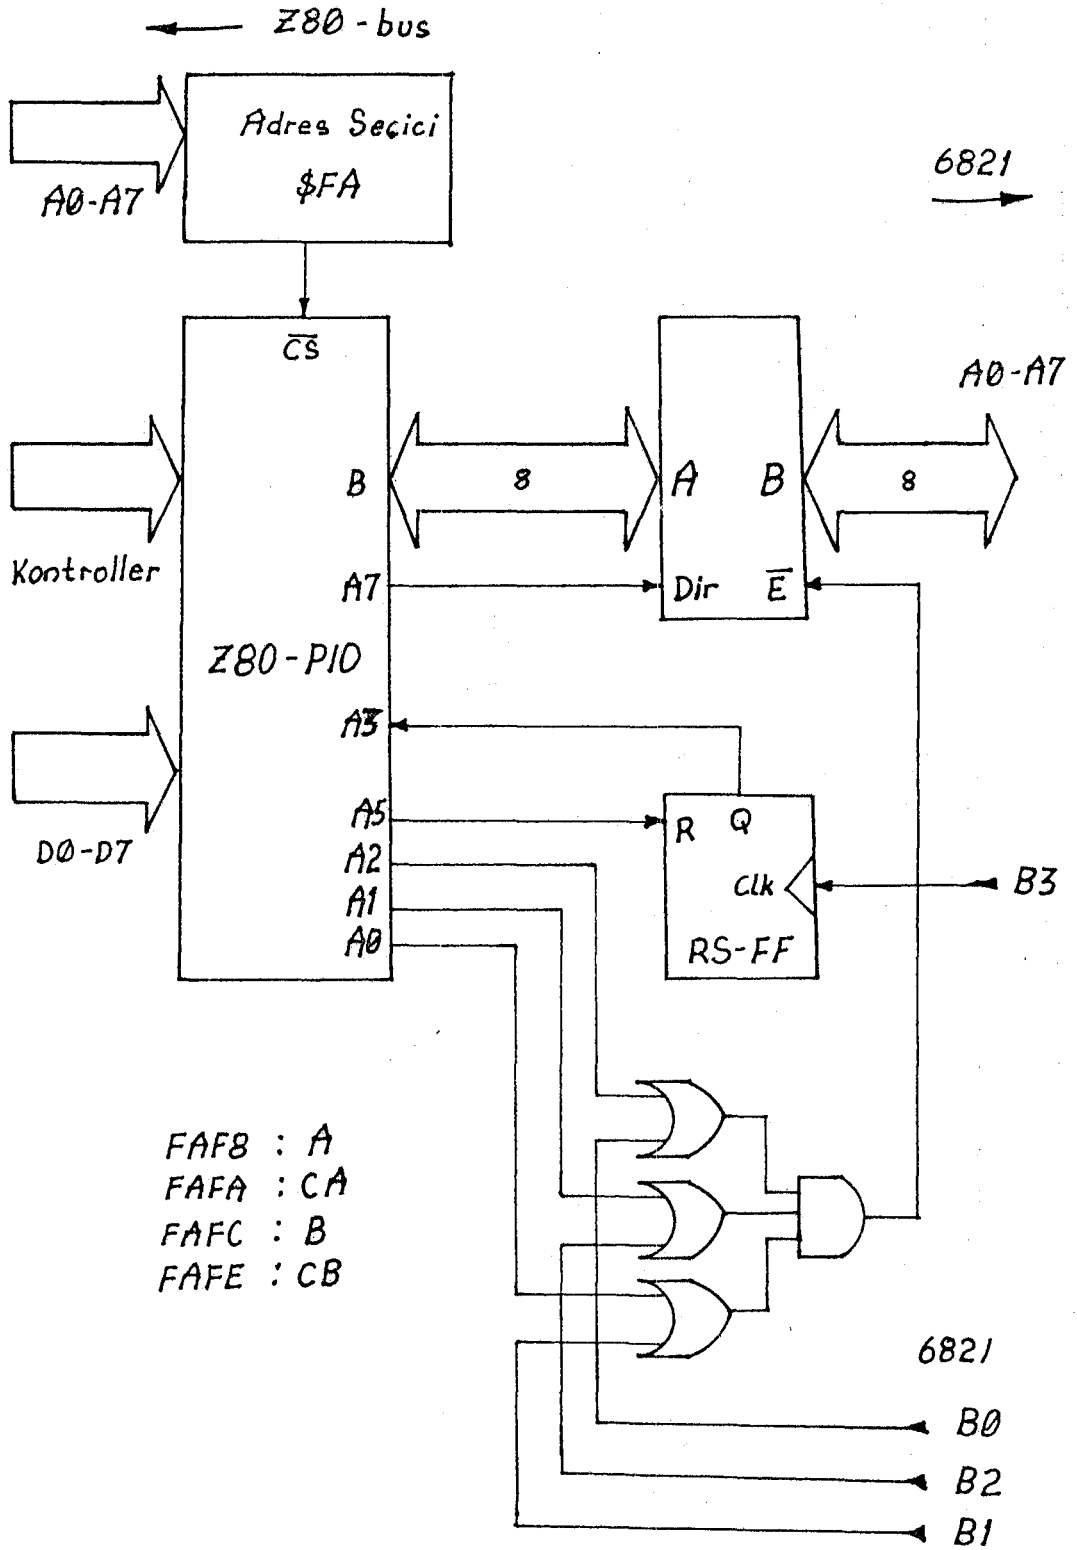 Z80-bus
Adres Seçici
$FA
A0-A7
6821
CS
A0-A7
B
8
A
B
8
Kontroller
A7
Dir
E
Z80-PIO
A3
A5
R
Q
D0-D7
A2
Clk
B3
A1
A0
RS-FF
FAF8 : A
FAFA : CA
FAFC : B
FAFE : CB
6821
B0
B2
B1